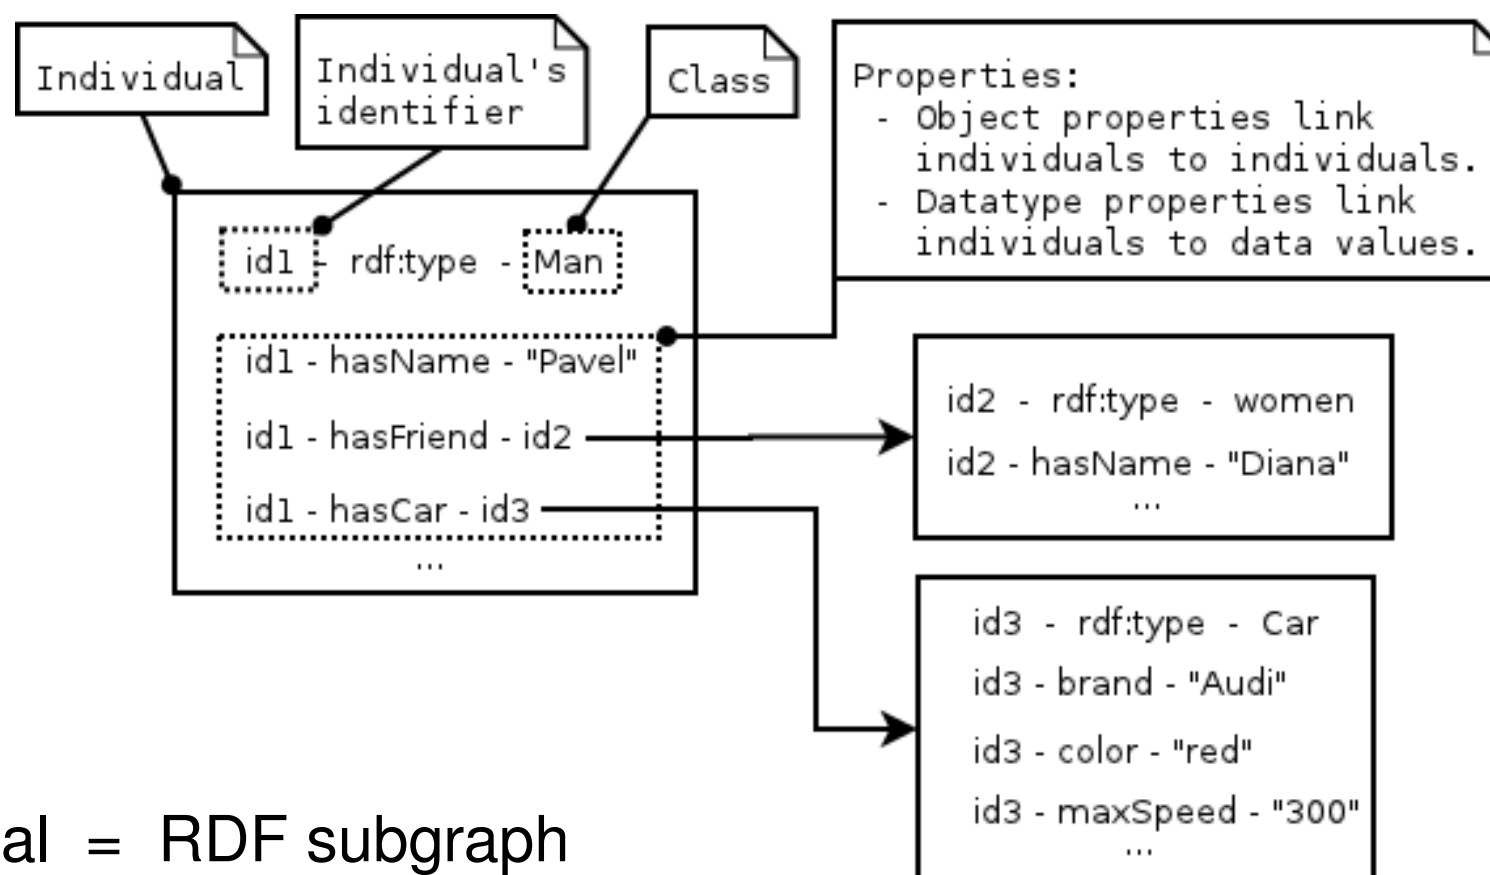 Individual
Individual's
identifier
Class
Properties:
- Object properties link
individuals to individuals.
- Datatype properties link
individuals to data values.
id1 - rdf:type - Man
id1 - hasName - "Pavel"
id1 - hasFriend - id2
id1 - hasCar - id3
...
id2 - rdf:type - women
id2 - hasName - "Diana"
...
id3 - rdf:type - Car
id3 - brand - "Audi"
id3 - color - "red"
id3 - maxSpeed - "300"
...
al = RDF subgraph